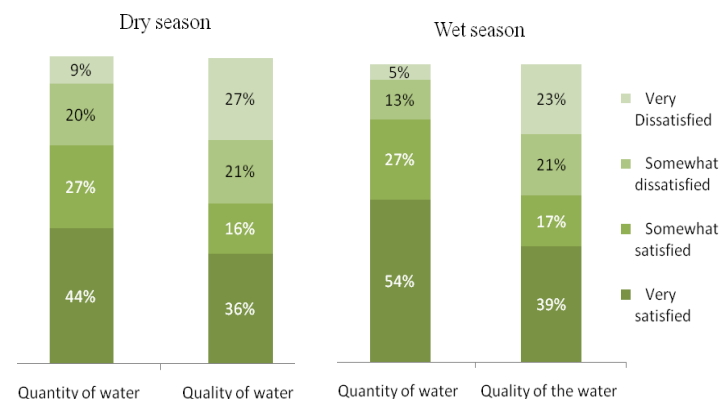 Dry season
9%
27%
20%
21%
27%
16%
44%
36%
Quantity of water
Quality of water
Wet season
5%
23%
13%
21%
27%
17%
54%
39%
Quantity of water
Quality of the water
Very
Dissatisfied
Somewhat
dissatisfied
Somewhat
satisfied
Very
satisfied